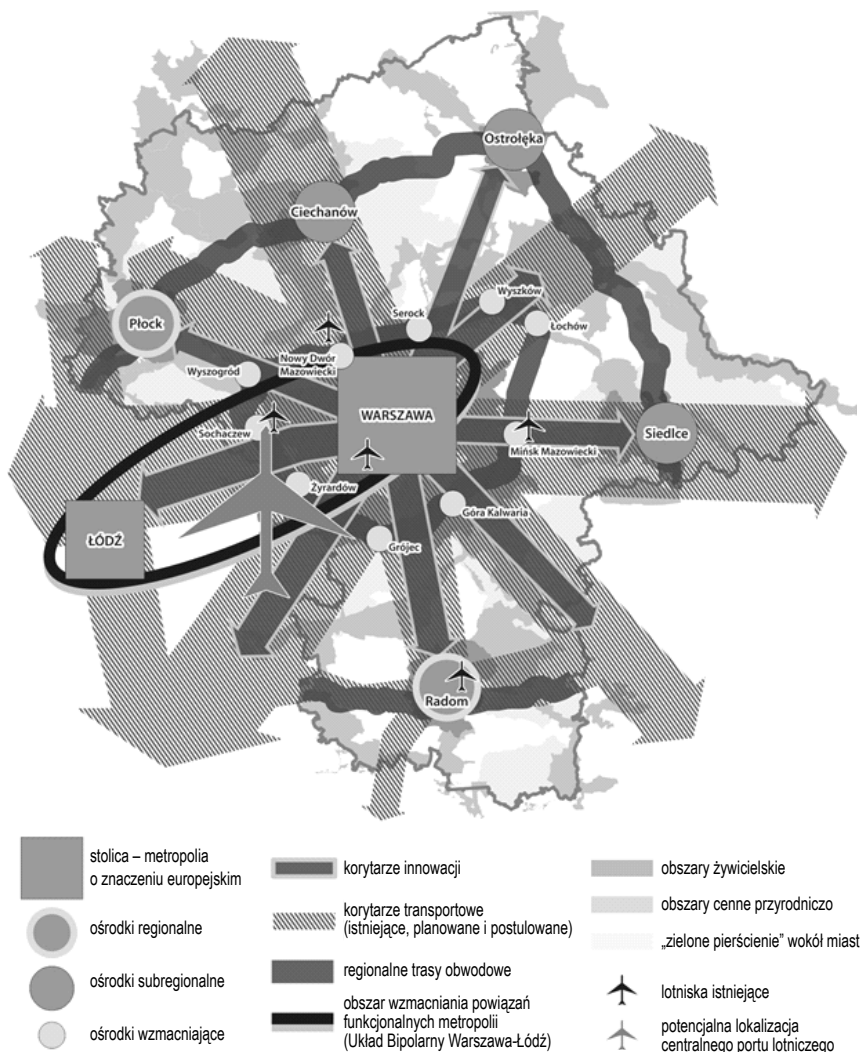 Ostrołęka
Ciechanów
Wyszków
Serock
Łochów
Płock
Nowy Dwór
Mazowiecki
Wyszogród
WARSZAWA
Sochaczew
Siedlce
Mińsk Mazowiecki
Żyrardów
Góra Kalwaria
ŁÓDŹ
Grójec
Radom
stolica – metropolia
o znaczeniu europejskim
ośrodki regionalne
ośrodki subregionalne
ośrodki wzmacniające
korytarze innowacji
korytarze transportowe
(istniejące, planowane i postulowane)
regionalne trasy obwodowe
obszar wzmacniania powiązań
funkcjonalnych metropolii
(Układ Bipolarny Warszawa-Łódź)
obszary żywicielskie
obszary cenne przyrodniczo
„zielone pierścienie” wokół miast
lotniska istniejące
potencjalna lokalizacja
centralnego portu lotniczego